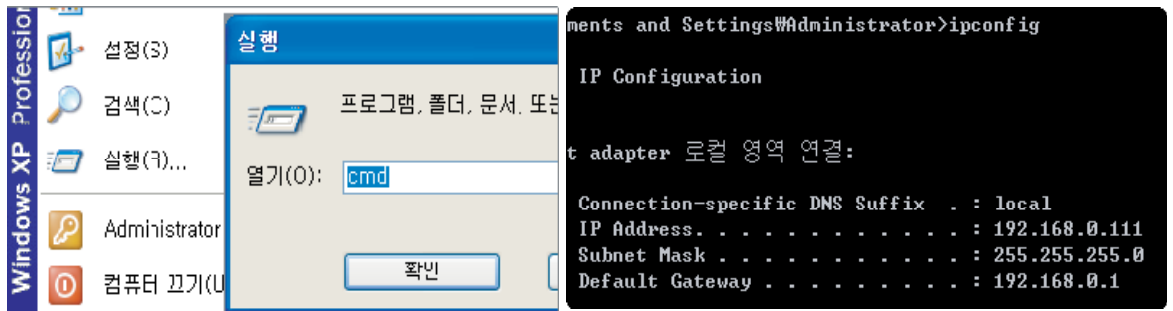 Windows XP Professi
설정(S)
검색(C)
실행(R)...
Administrator
컴퓨터 끄기(U
실행
프로그램, 폴더, 문서, 또는
열기(O):
cmd
확인
ments and Settings₩Administrator>ipconfig
IP Configuration
t adapter 로컬 영역 연결:
Connection-specific DNS Suffix . : local
IP Address. . . . . . . . . . . . : 192.168.0.111
Subnet Mask . . . . . . . . . . . : 255.255.255.0
Default Gateway . . . . . . . . . : 192.168.0.1